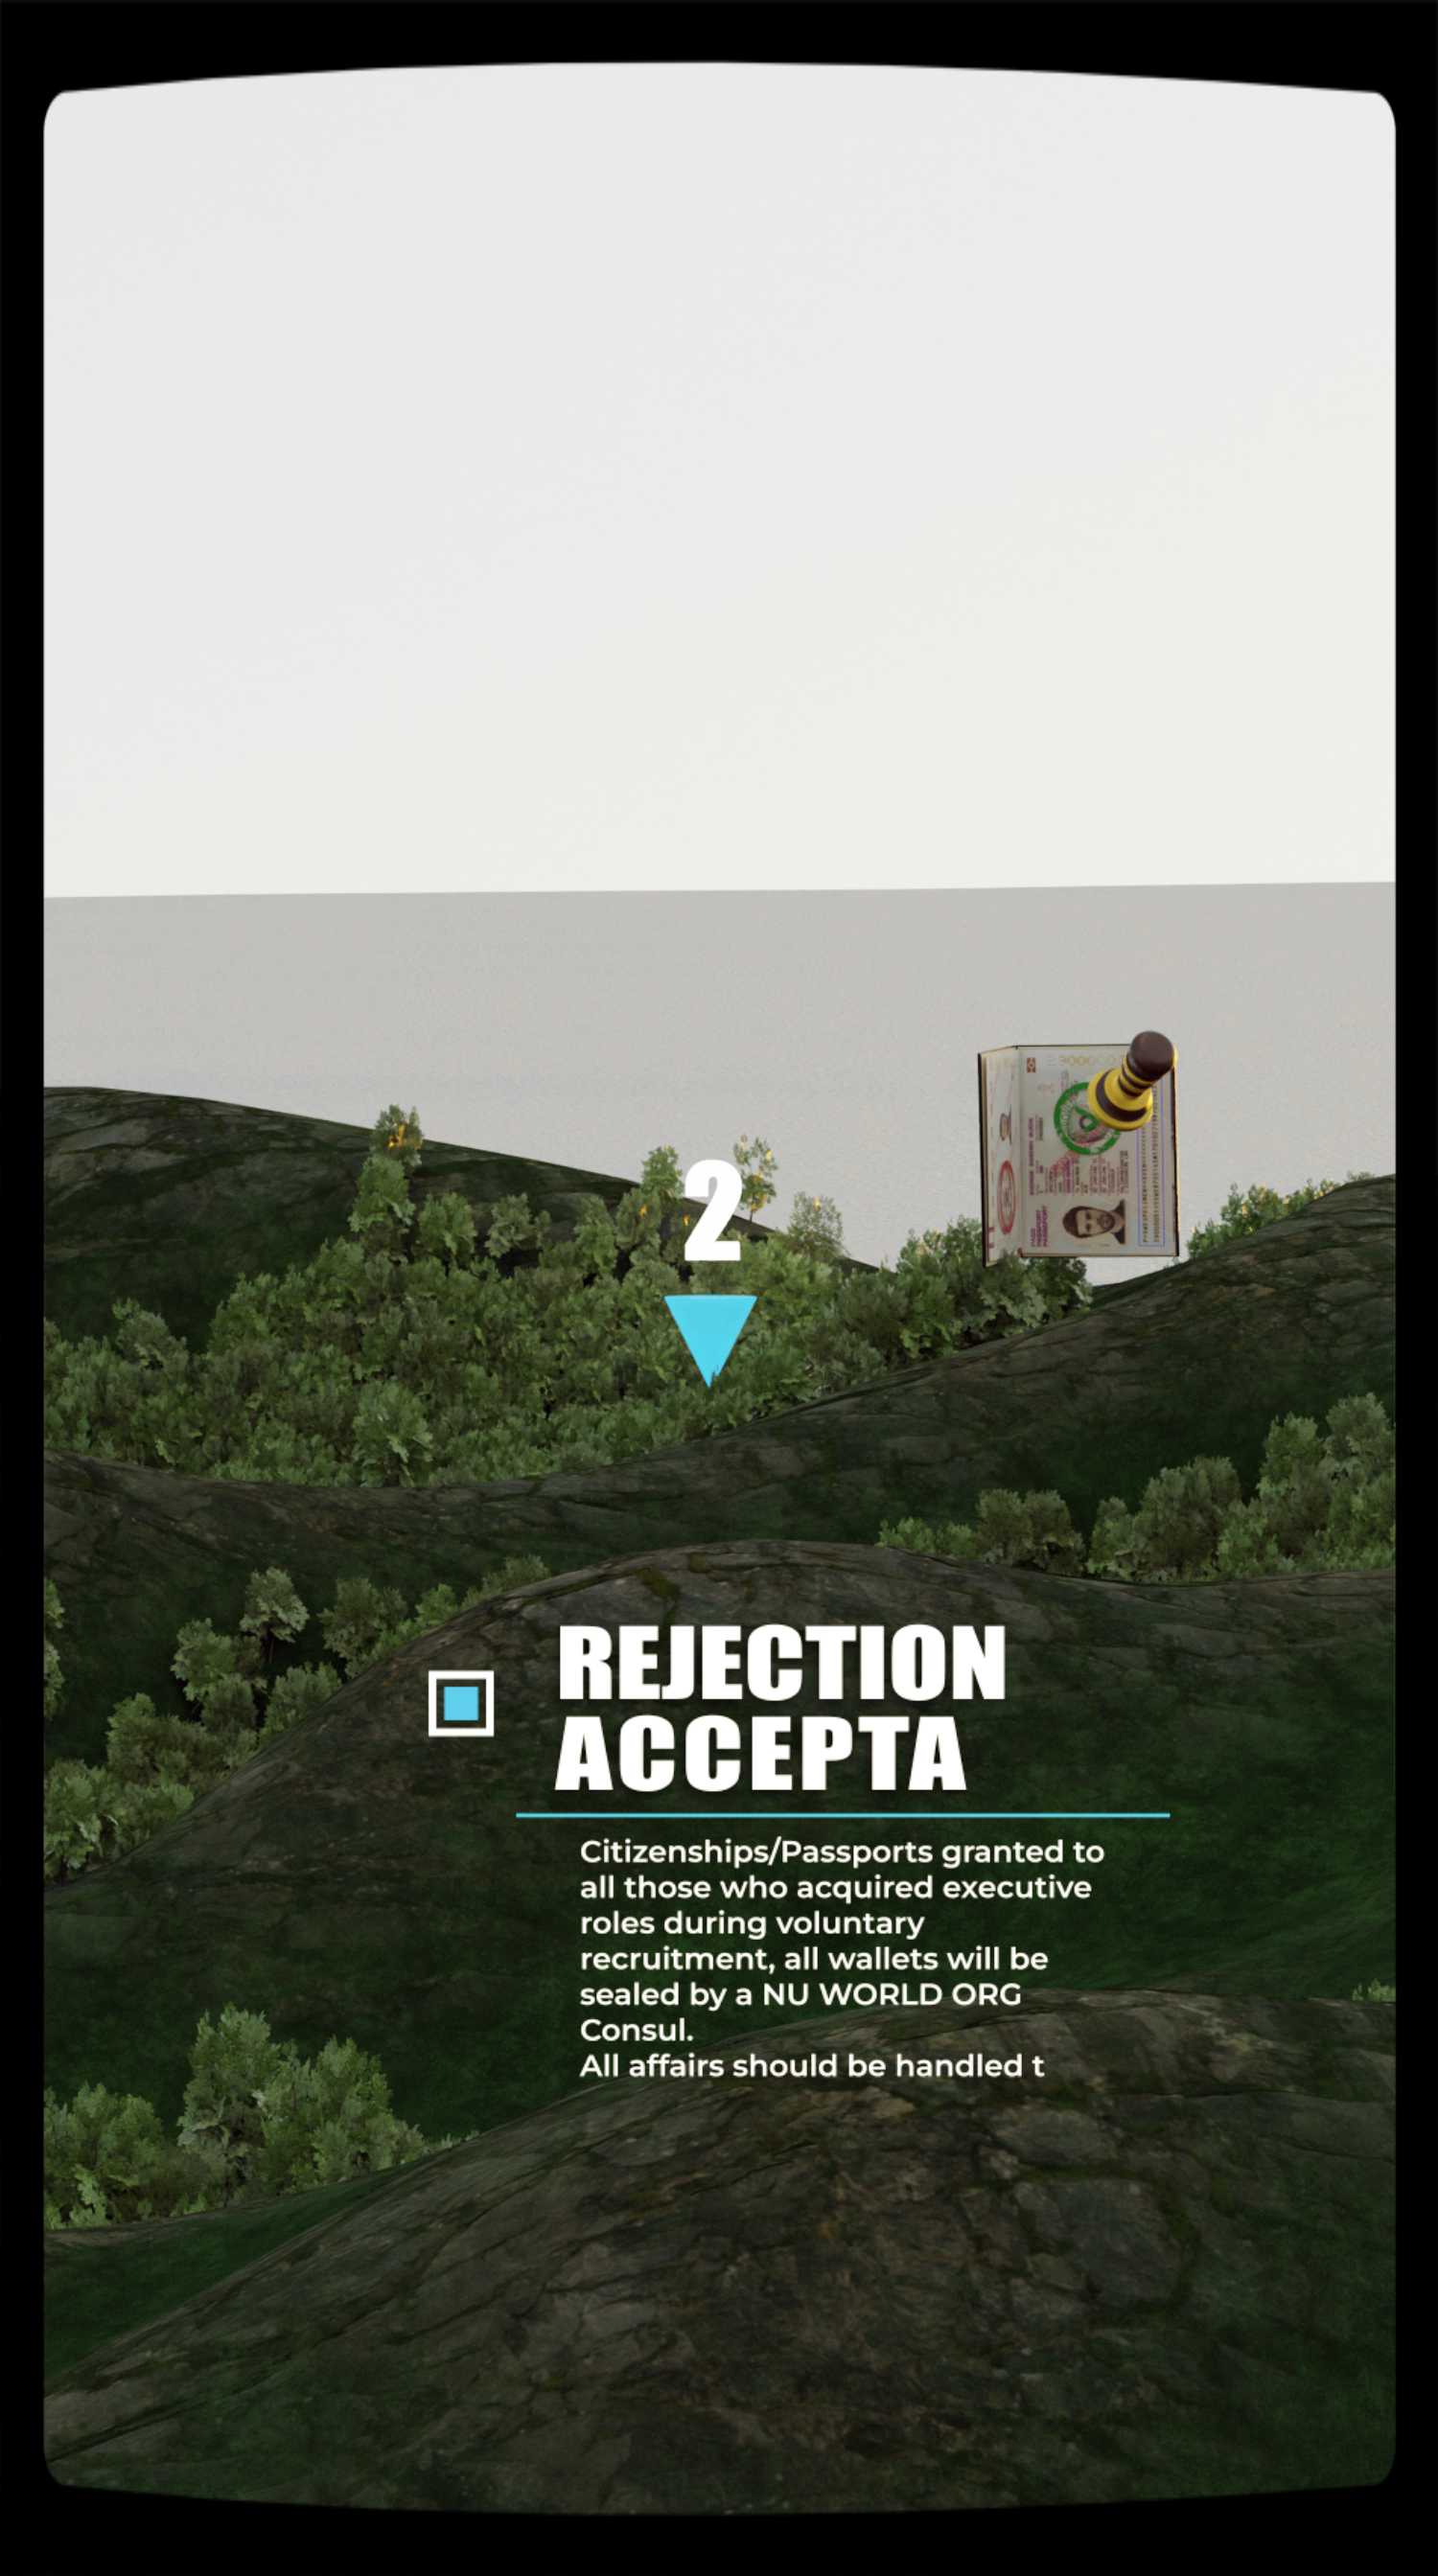 2
REJECTION
ACCEPTA
Citizenships/Passports granted to
all those who acquired executive
roles during voluntary
recruitment, all wallets will be
sealed by a NU WORLD ORG
Consul.
All affairs should be handled t